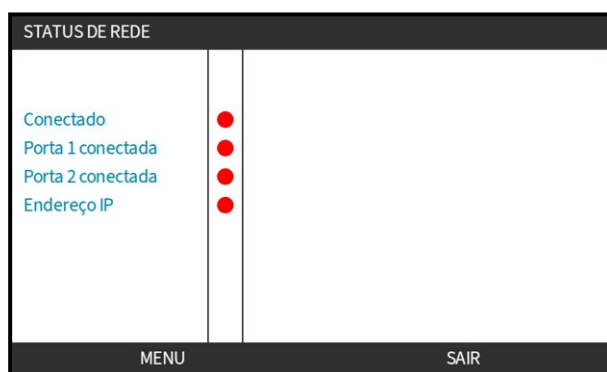 STATUS DE REDE
Conectado
Porta 1 conectada
Porta 2 conectada
Endereço IP
MENU SAIR